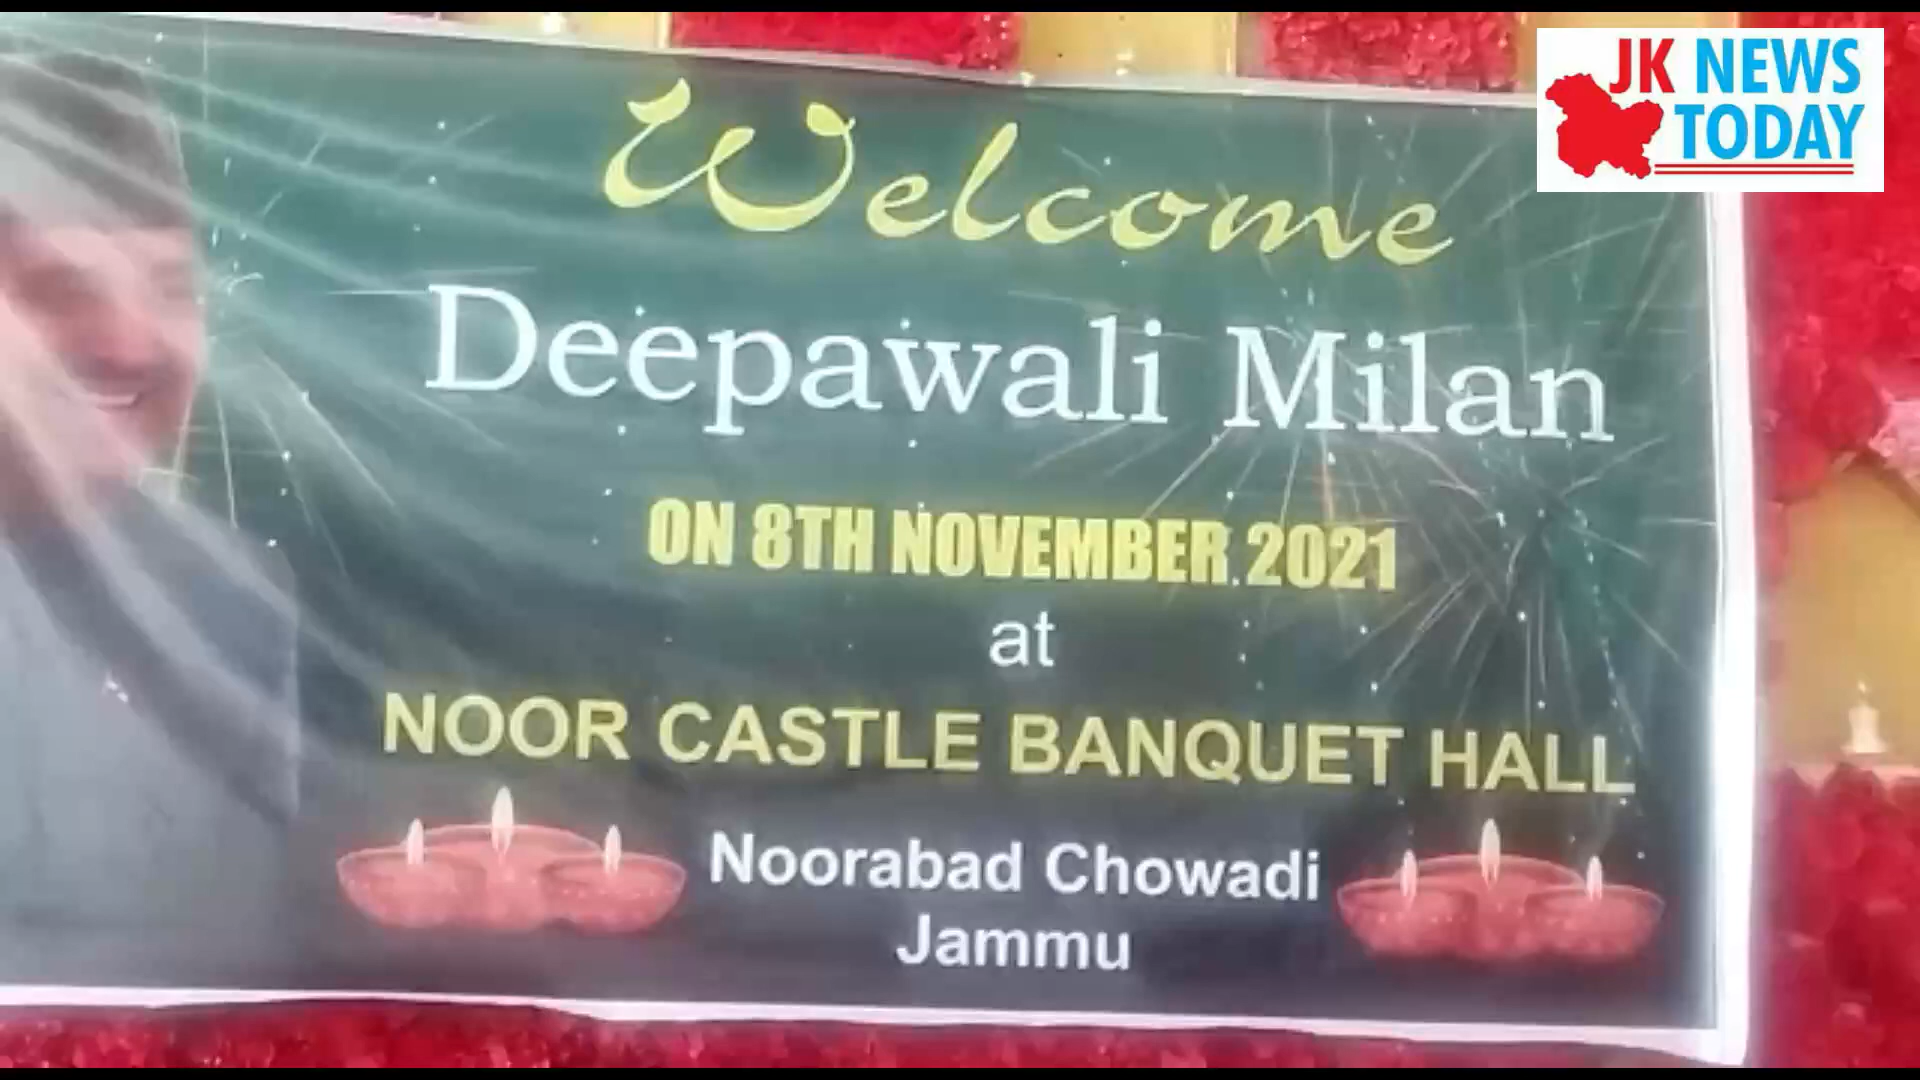 JK NEWS
TODAY
Welcome
Deepawali Milan
ON 8TH NOVEMBER 2021
at
NOOR CASTLE BANQUET HALL
Noorabad Chowadi
Jammu